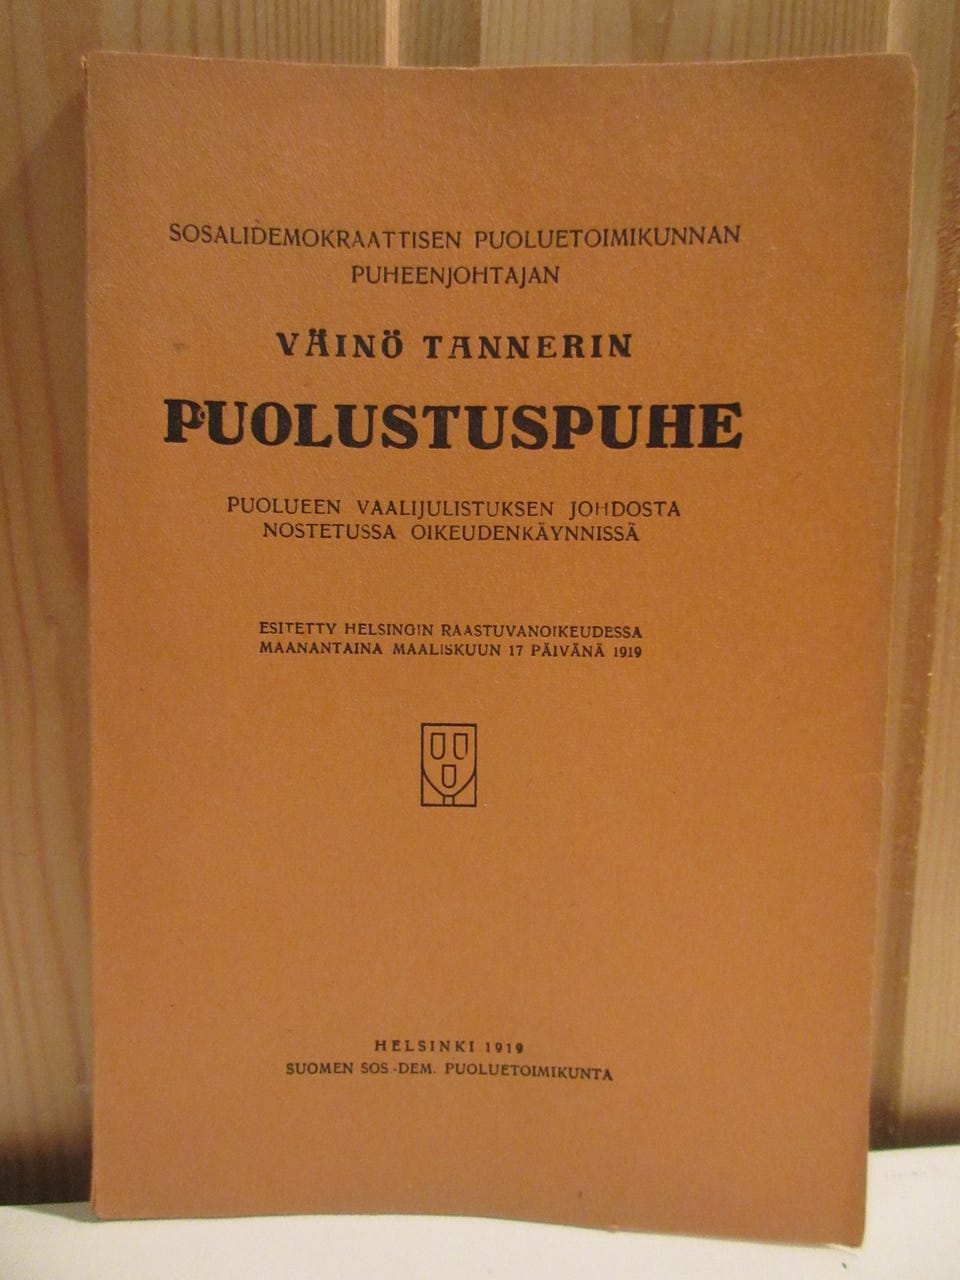 SOSALIDEMOKRAATTISEN PUOLUETOIMIKUNNAN
PUHEENJOHTAJAN
VÄINÖ TANNERIN
PUOLUSTUSPUHE
PUOLUEEN VAALIJULISTUKSEN JOHDOSTA
NOSTETUSSA OIKEUDENKÄYNNISSÄ
ESITETTY HELSINGIN RAASTUVANOIKEUDESSA
MAANANTAINA MAALISKUUN 17 PÄIVÄNÄ 1919
HELSINKI 1919
SUOMEN SOS.-DEM. PUOLUETOIMIKUNTA